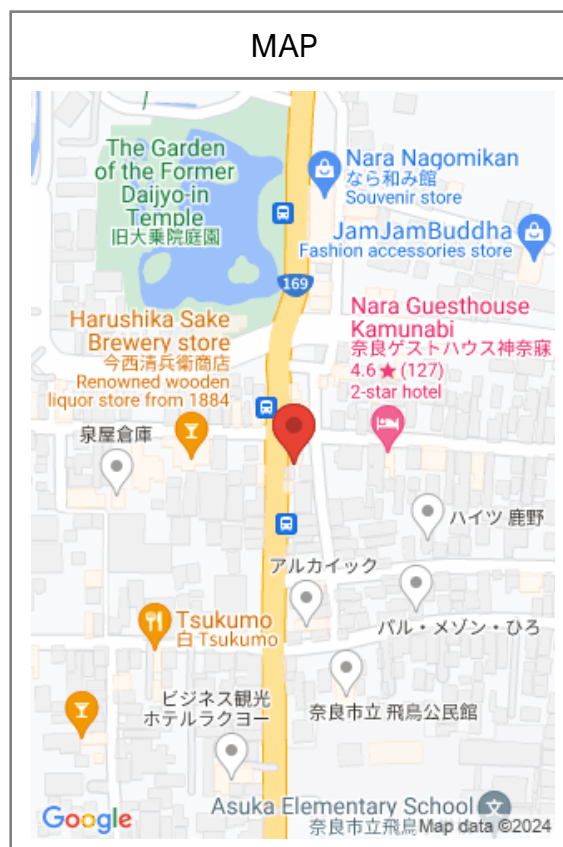 MAP
The Garden
of the Former
Daijyo-in
Temple
旧大乗院庭園
Nara Nagomikan
なら和み館
Souvenir store
JamJamBuddha
Fashion accessories store
169
Harushika Sake
Brewery store
今西清兵衛商店
Renowned wooden
liquor store from 1884
Nara Guesthouse
Kamunabi
奈良ゲストハウス神奈寐
4.6★(127)
2-star hotel
泉屋倉庫
ハイツ 鹿野
アルカイック
Tsukumo
白 Tsukumo
パル・メゾン・ひろ
ビジネス観光
ホテルラクヨー
奈良市立 飛鳥公民館
Asuka Elementary School
文
奈良市立飛鳥
Google
Map data ©2024